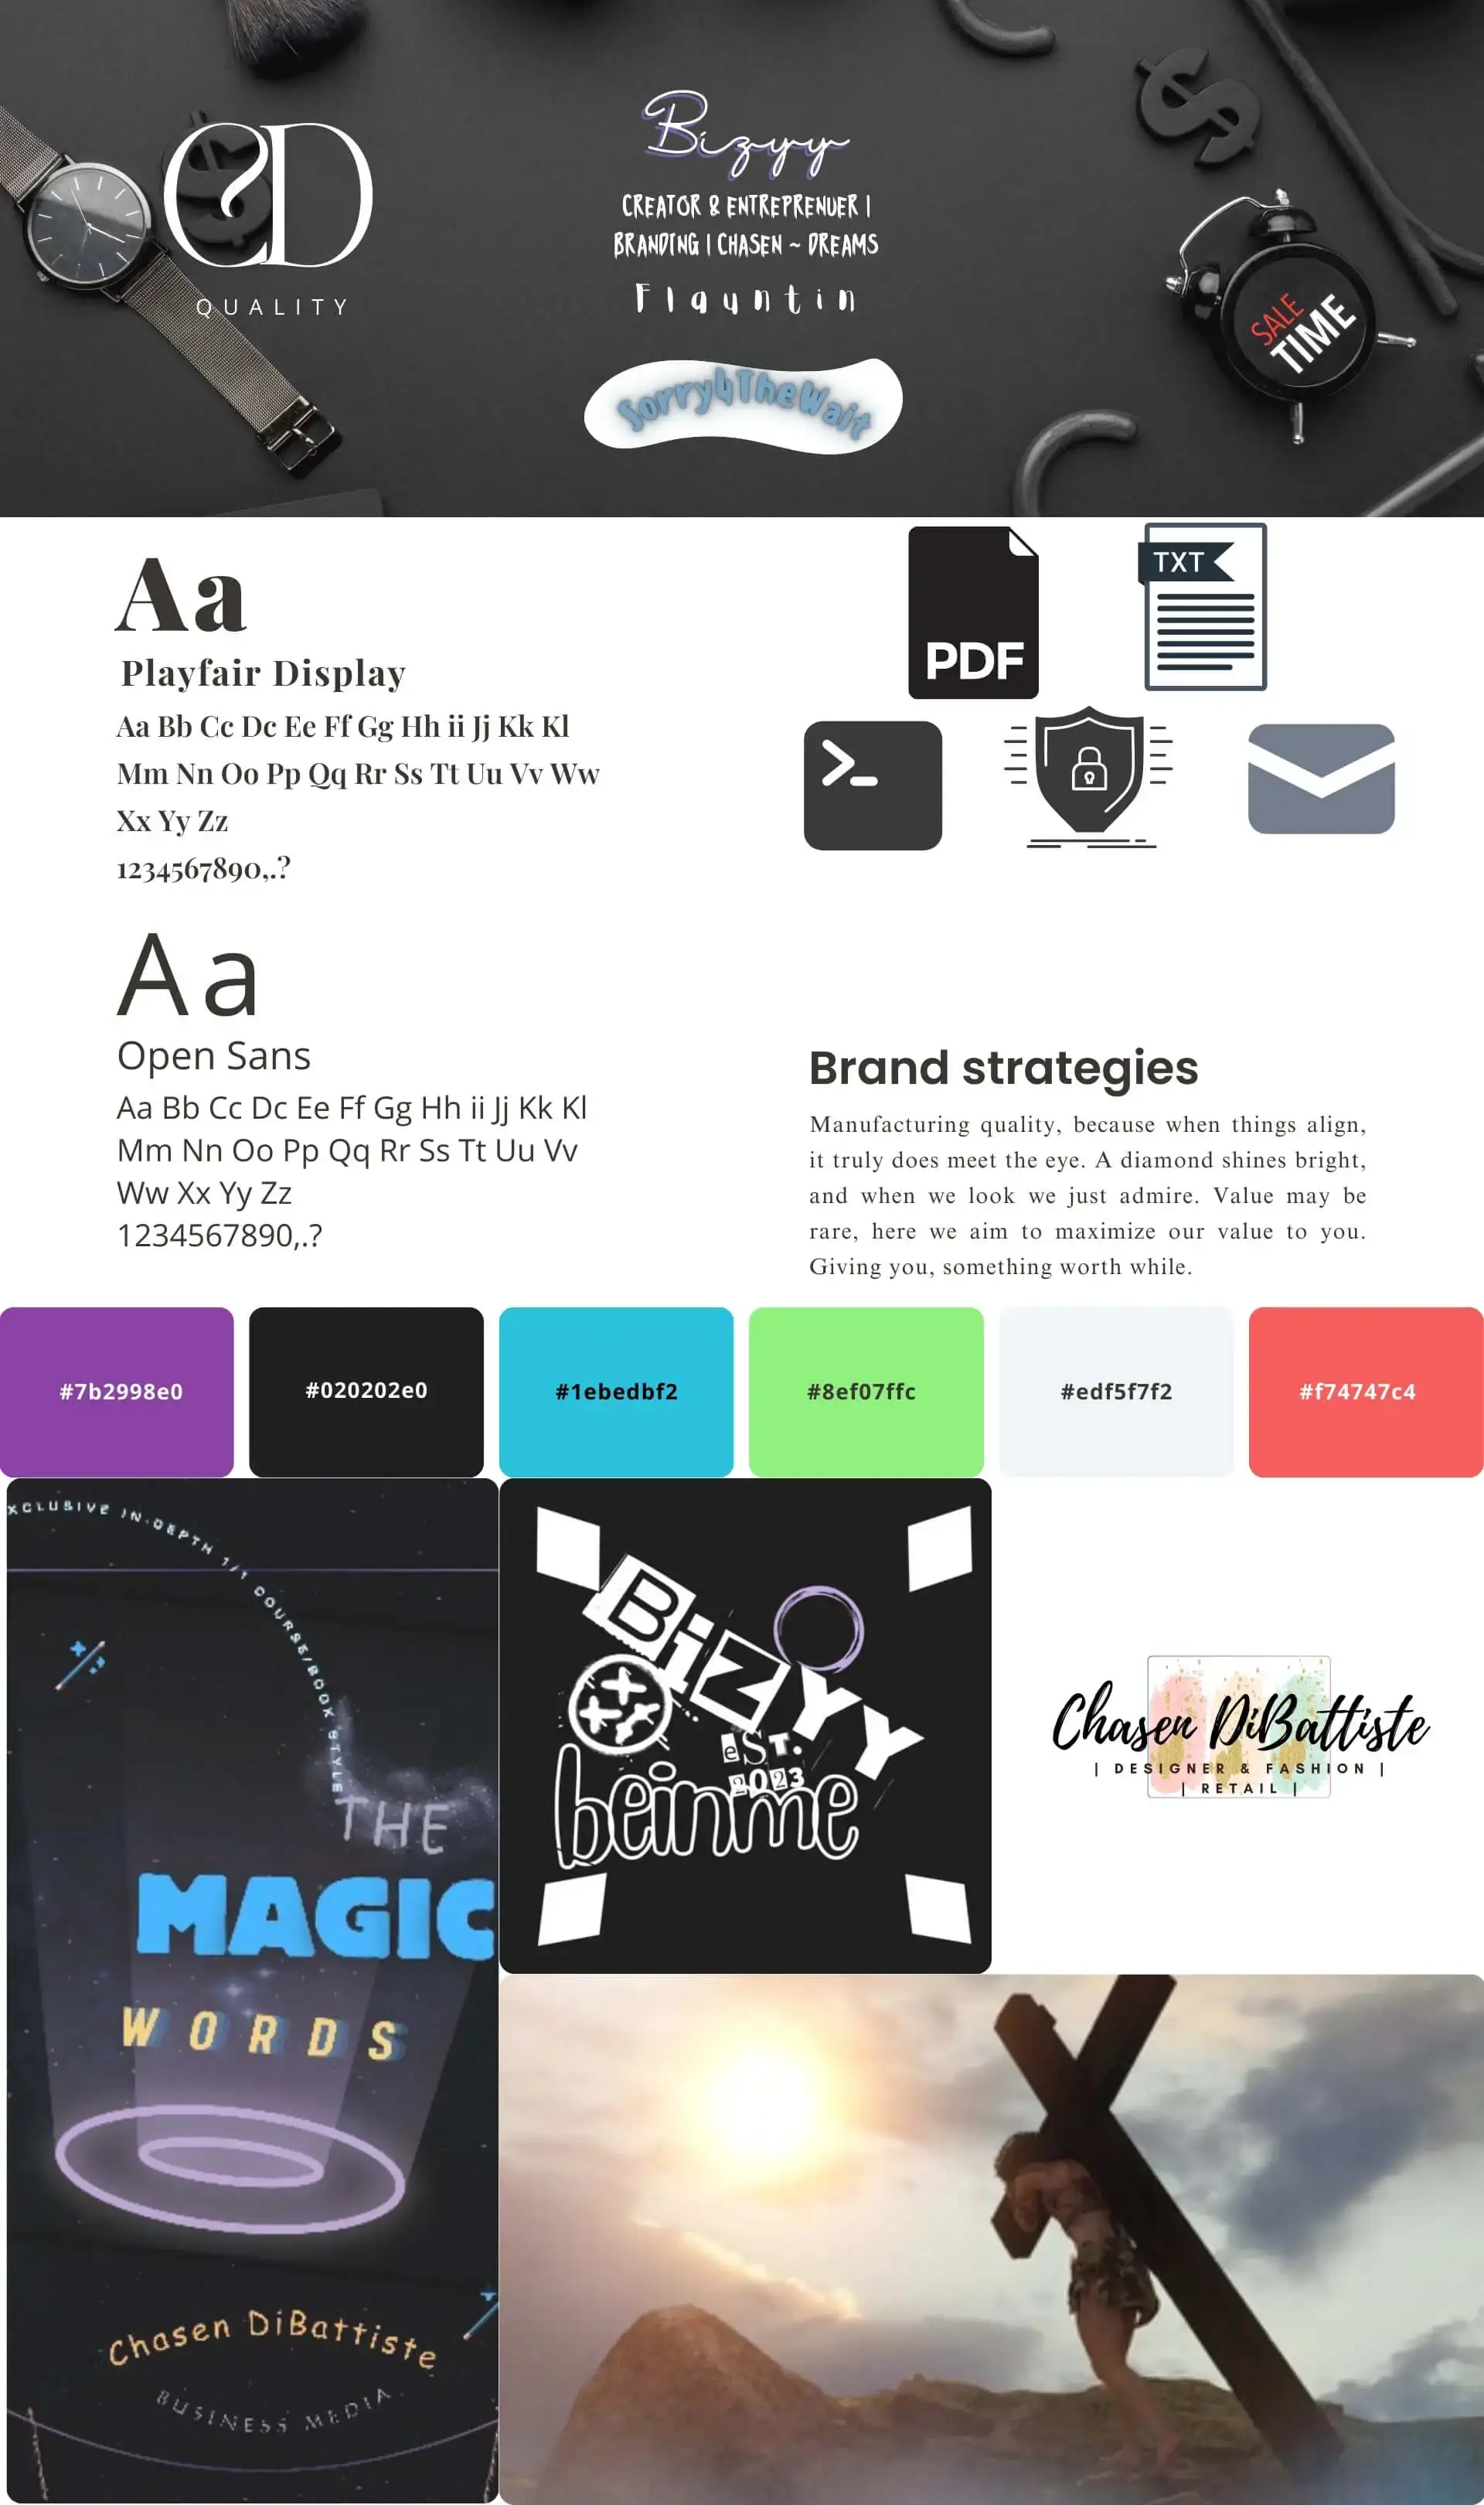 CD
QUALITY
Bizyy
CREATOR & ENTREPRENUER |
BRANDING | CHASEN ~ DREAMS
Flauntin
Sorry4TheWait
SALE
TIME
Aa
Playfair Display
Aa Bb Cc Dc Ee Ff Gg Hh ii Jj Kk Kl
Mm Nn Oo Pp Qq Rr Ss Tt Uu Vv Ww
Xx Yy Zz
1234567890,.?
PDF
TXT
Aa
Open Sans
Aa Bb Cc Dc Ee Ff Gg Hh ii Jj Kk Kl
Mm Nn Oo Pp Qq Rr Ss Tt Uu Vv
Ww Xx Yy Zz
1234567890,.?
Brand strategies
Manufacturing quality, because when things align,
it truly does meet the eye. A diamond shines bright,
and when we look we just admire. Value may be
rare, here we aim to maximize our value to you.
Giving you, something worth while.
#7b2998e0
#020202e0
#1ebedbf2
#8ef07ffc
#edf5f7f2
#f74747c4
XCLUSIVE IN-DEPTH 1/1 COURSE/BOOK STYLE
THE
MAGIC
WORDS
Chasen DiBattiste
BUSINESS MEDIA
BiZYY
eST.
2023
beinme
Chasen DiBattiste
| DESIGNER & FASHION |
| RETAIL |